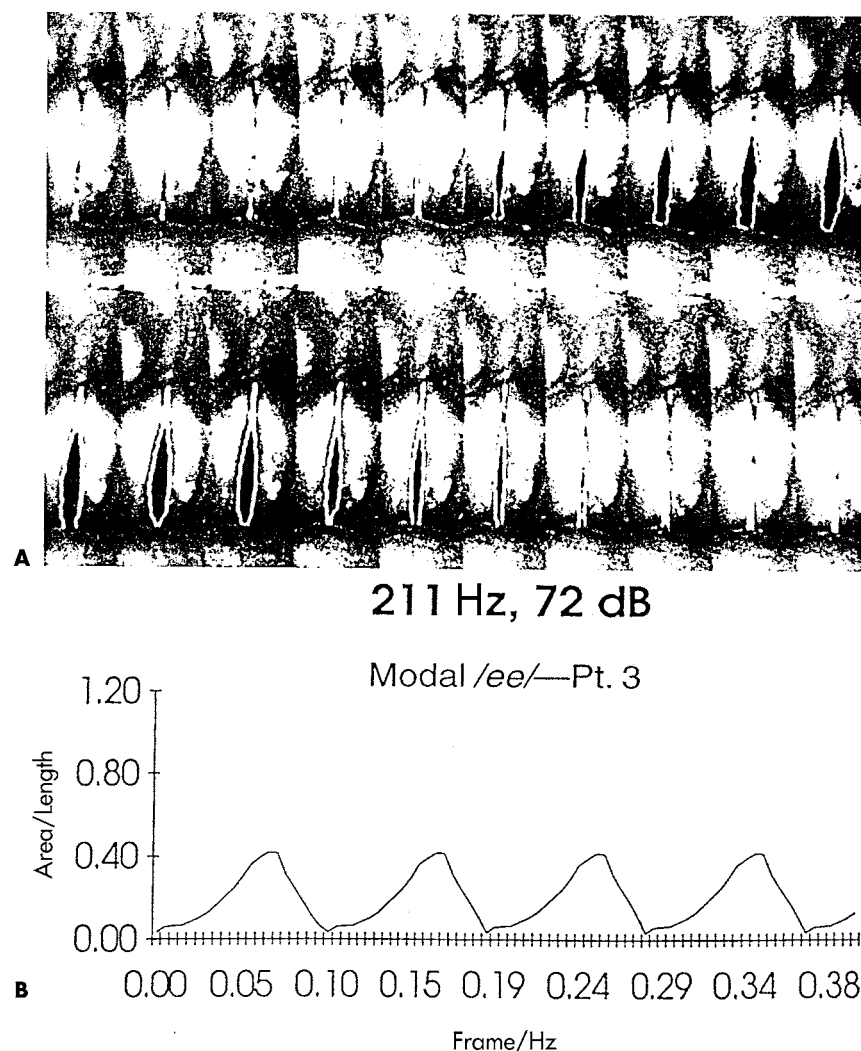 A
211 Hz, 72 dB
Modal /ee/—Pt. 3
1.20
0.80
Area/Length
0.40
0.00
B
0.00 0.05 0.10 0.15 0.19 0.24 0.29 0.34 0.38
Frame/Hz